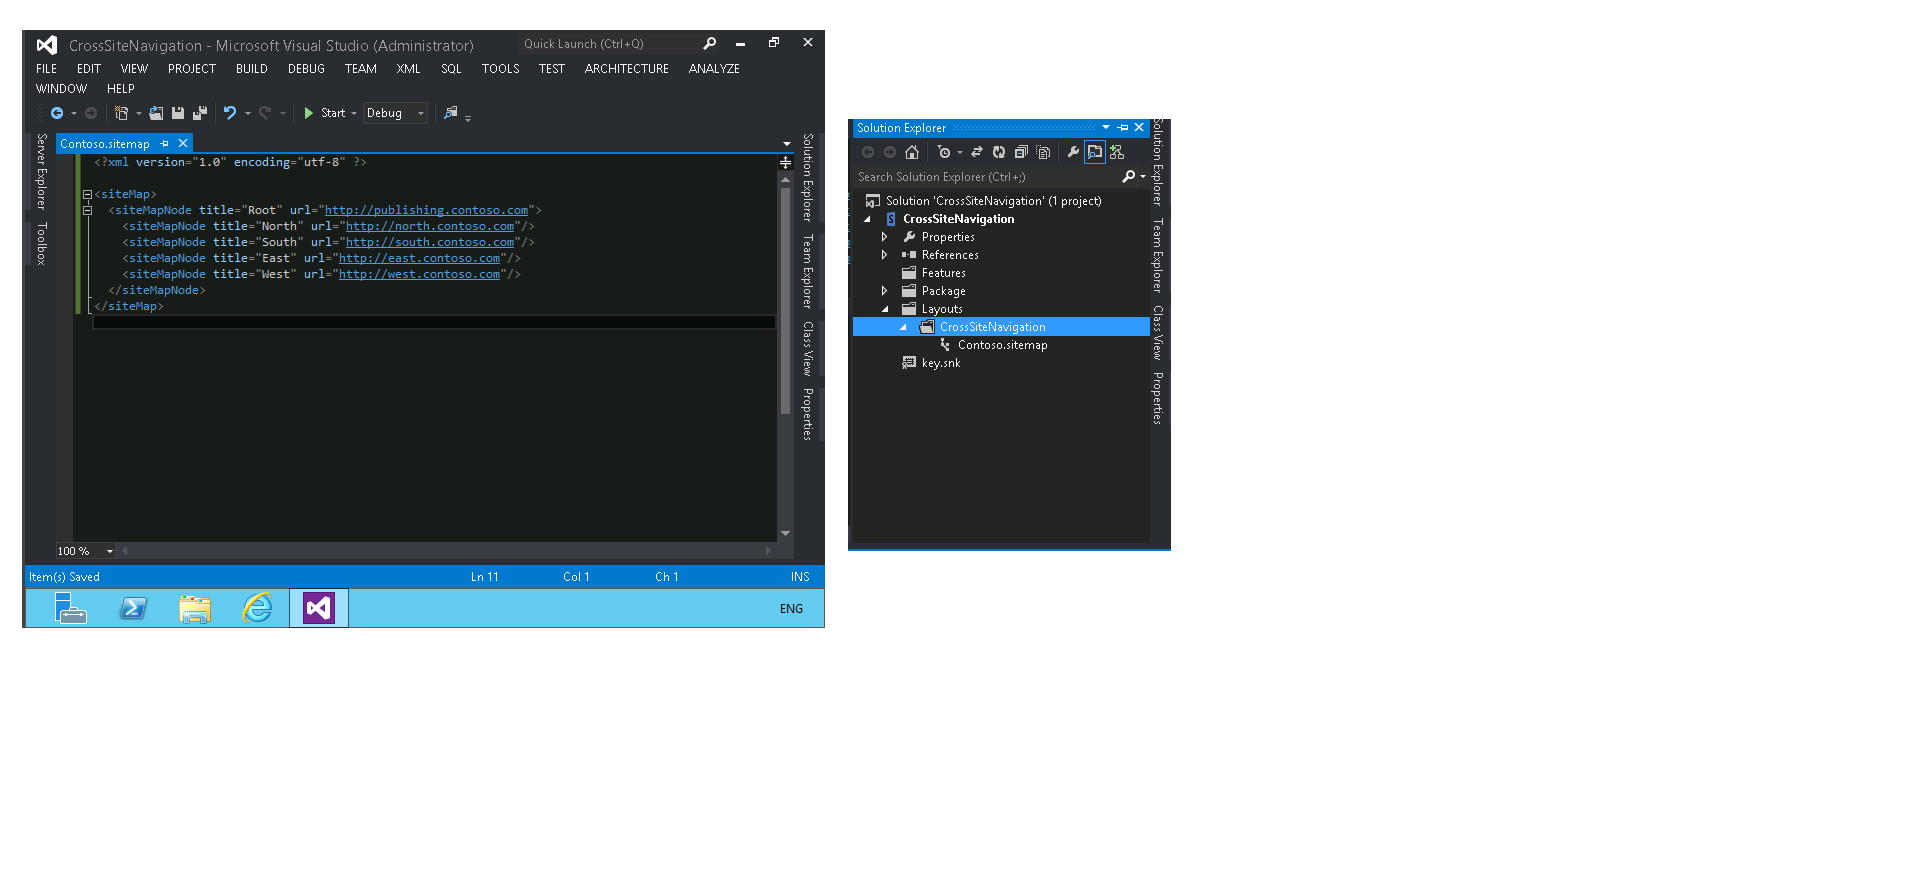 CrossSiteNavigation - Microsoft Visual Studio (Administrator)
Quick Launch (Ctrl+Q)
FILE EDIT VIEW PROJECT BUILD DEBUG TEAM XML SQL TOOLS TEST ARCHITECTURE ANALYZE
WINDOW HELP
Start Debug
Server Explorer
Toolbox
Contoso.sitemap
<?xml version="1.0" encoding="utf-8" ?>
<siteMap>
<siteMapNode title="Root" url="http://publishing.contoso.com">
<siteMapNode title="North" url="http://north.contoso.com"/>
<siteMapNode title="South" url="http://south.contoso.com"/>
<siteMapNode title="East" url="http://east.contoso.com"/>
<siteMapNode title="West" url="http://west.contoso.com"/>
</siteMapNode>
</siteMap>
Solution Explorer
Team Explorer
Class View
Properties
100 %
Item(s) Saved Ln 11 Col 1 Ch 1 INS
ENG
Solution Explorer
Search Solution Explorer (Ctrl+;)
Solution 'CrossSiteNavigation' (1 project)
CrossSiteNavigation
Properties
References
Features
Package
Layouts
CrossSiteNavigation
Contoso.sitemap
key.snk
Solution Explorer
Team Explorer
Class View
Properties